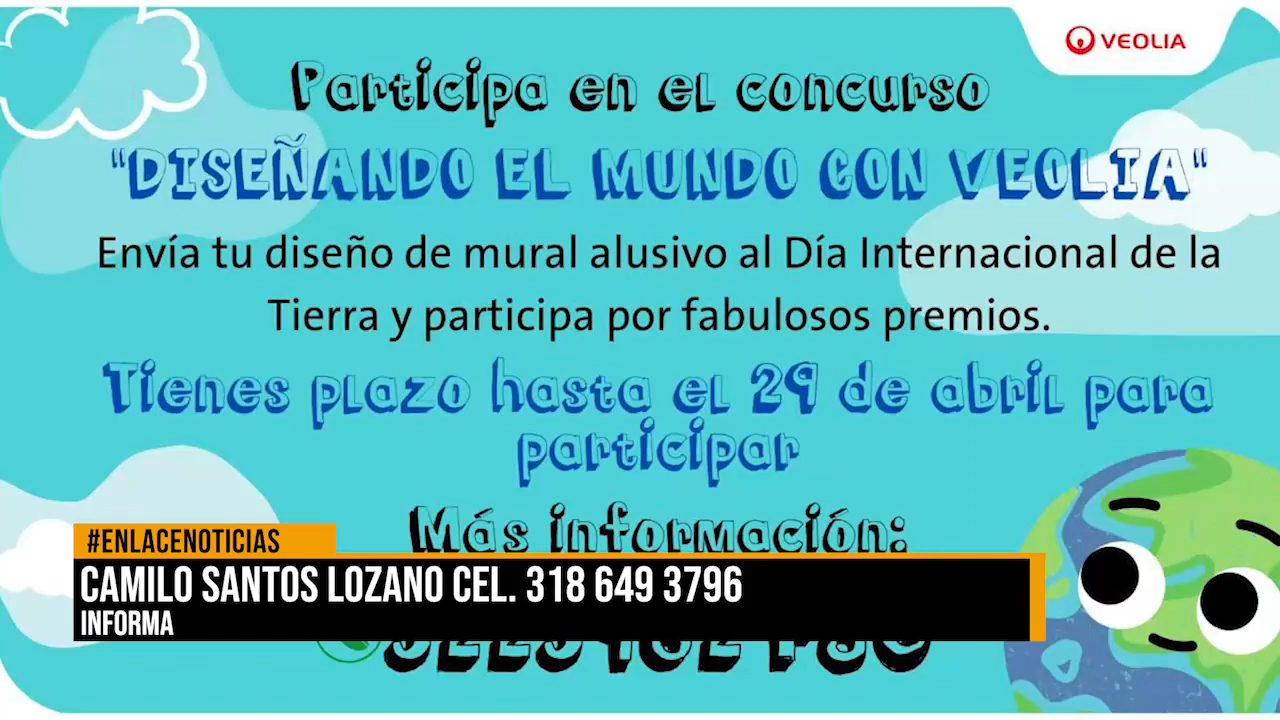 VEOLIA
Participa en el concurso
"DISEÑANDO EL MUNDO CON VEOLIA"
Envía tu diseño de mural alusivo al Día Internacional de la
Tierra y participa por fabulosos premios.
Tienes plazo hasta el 29 de abril para
participar
Más información:
#ENLACENOTICIAS
CAMILO SANTOS LOZANO CEL. 318 649 3796
INFORMA